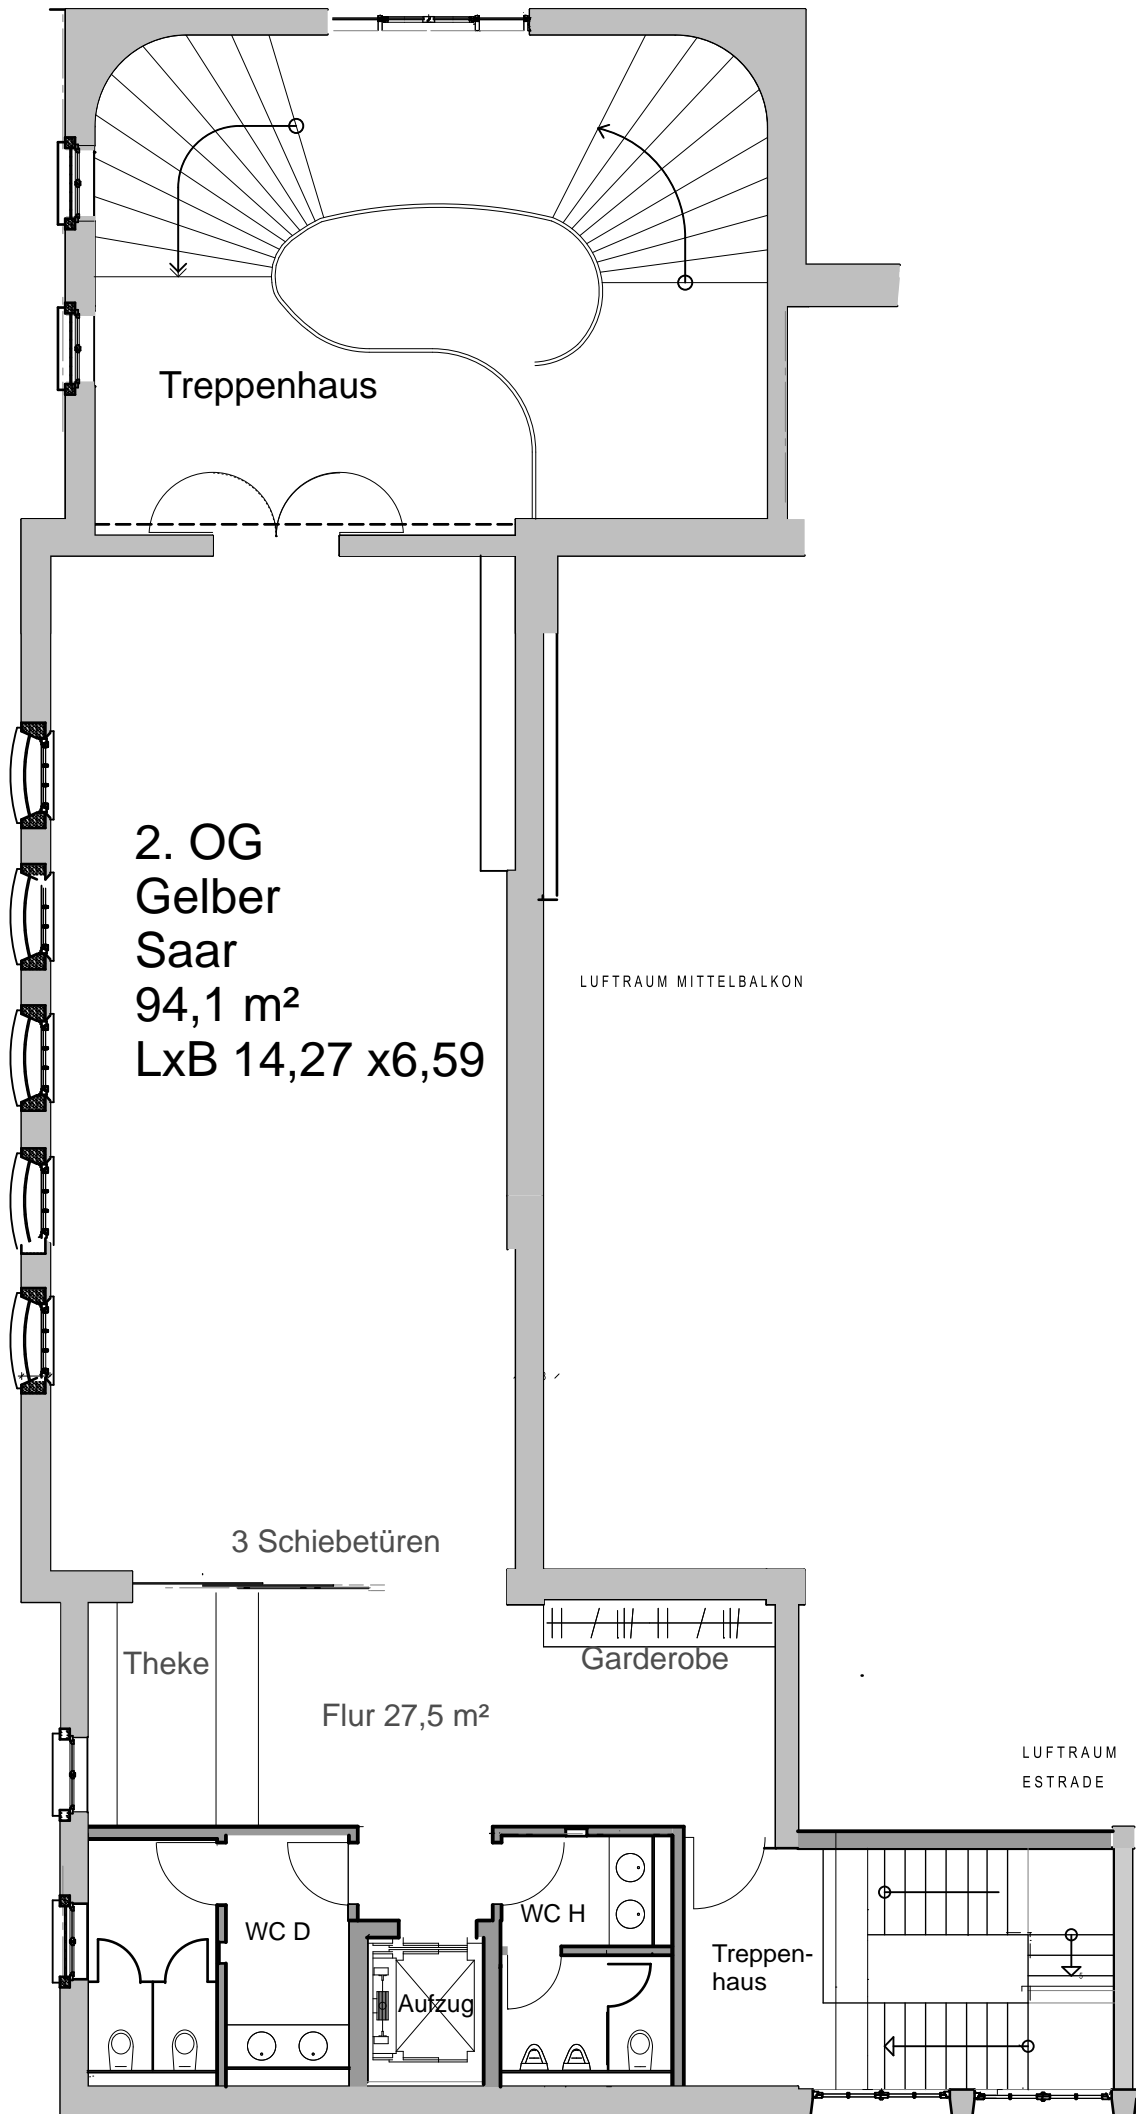 Treppenhaus
2. OG
Gelber
Saar
94,1 m²
LxB 14,27 x6,59
LUFTRAUM MITTELBALKON
3 Schiebetüren
Theke
Garderobe
Flur 27,5 m²
LUFTRAUM
ESTRADE
WC D
WC H
Treppen-
haus
Aufzug